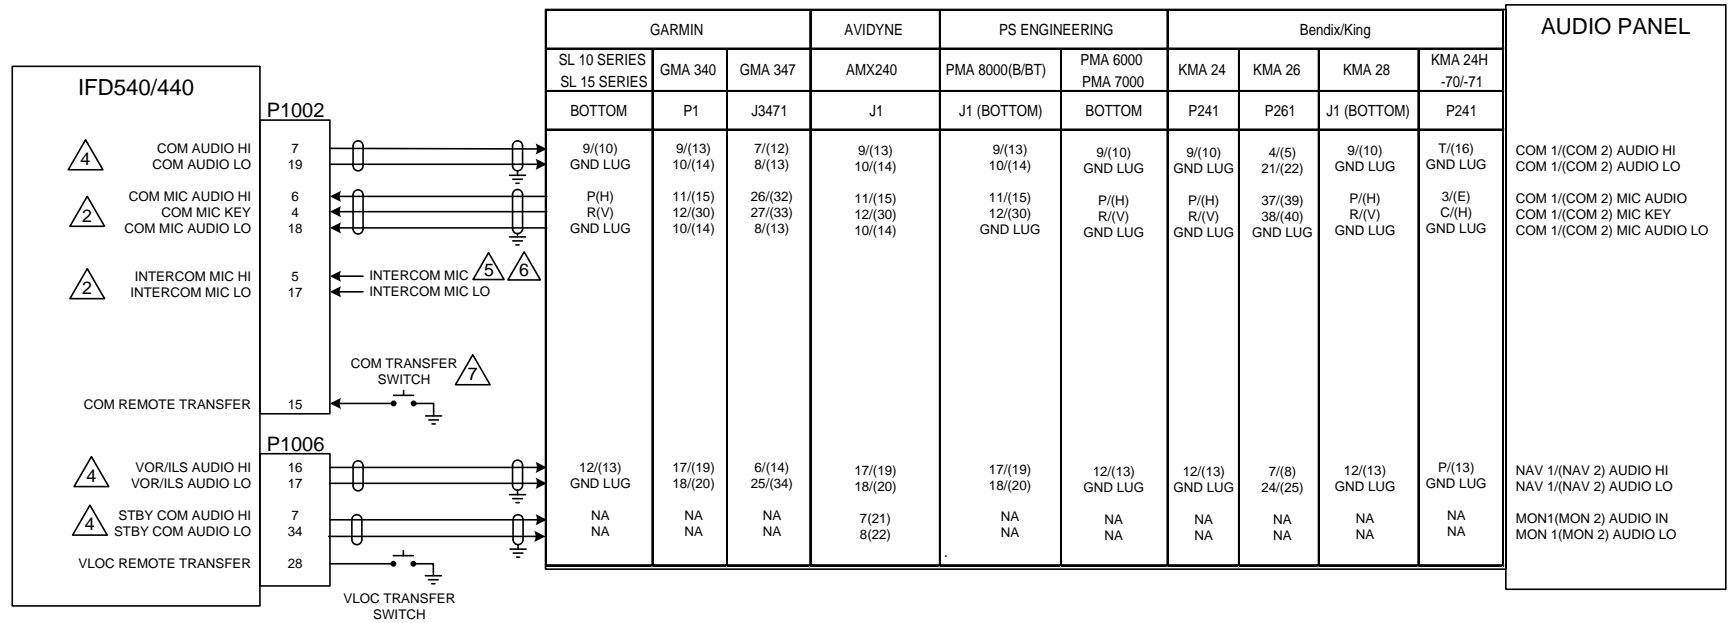 GARMIN AVIDYNE PS ENGINEERING Bendix/King AUDIO PANEL
SL 10 SERIES SL 15 SERIES GMA 340 GMA 347 AMX240 PMA 8000(B/BT) PMA 6000 PMA 7000 KMA 24 KMA 26 KMA 28 KMA 24H -70/-71
IFD540/440
P1002 BOTTOM P1 J3471 J1 J1 (BOTTOM) BOTTOM P241 P261 J1 (BOTTOM) P241
4
COM AUDIO HI 7 9/(10) 9/(13) 7/(12) 9/(13) 9/(13) 9/(10) 9/(10) 4/(5) 9/(10) T/(16) COM 1/(COM 2) AUDIO HI
COM AUDIO LO 19 GND LUG 10/(14) 8/(13) 10/(14) 10/(14) GND LUG GND LUG 21/(22) GND LUG GND LUG COM 1/(COM 2) AUDIO LO
2
COM MIC AUDIO HI 6 P(H) 11/(15) 26/(32) 11/(15) 11/(15) P/(H) P/(H) 37/(39) P/(H) 3/(E) COM 1/(COM 2) MIC AUDIO
COM MIC KEY 4 R(V) 12/(30) 27/(33) 12/(30) 12/(30) R/(V) R/(V) 38/(40) R/(V) C/(H) COM 1/(COM 2) MIC KEY
COM MIC AUDIO LO 18 GND LUG 10/(14) 8/(13) 10/(14) GND LUG GND LUG GND LUG GND LUG GND LUG GND LUG COM 1/(COM 2) MIC AUDIO LO
2
INTERCOM MIC HI 5 INTERCOM MIC 5 6
INTERCOM MIC LO 17 INTERCOM MIC LO
COM TRANSFER SWITCH 7
COM REMOTE TRANSFER 15
P1006
4
VOR/ILS AUDIO HI 16 12/(13) 17/(19) 6/(14) 17/(19) 17/(19) 12/(13) 12/(13) 7/(8) 12/(13) P/(13) NAV 1/(NAV 2) AUDIO HI
VOR/ILS AUDIO LO 17 GND LUG 18/(20) 25/(34) 18/(20) 18/(20) GND LUG GND LUG 24/(25) GND LUG GND LUG NAV 1/(NAV 2) AUDIO LO
4
STBY COM AUDIO HI 7 NA NA NA 7(21) NA NA NA NA NA NA MON1(MON 2) AUDIO IN
STBY COM AUDIO LO 34 NA NA NA 8(22) NA NA NA NA NA NA MON 1(MON 2) AUDIO LO
VLOC REMOTE TRANSFER 28
VLOC TRANSFER
SWITCH